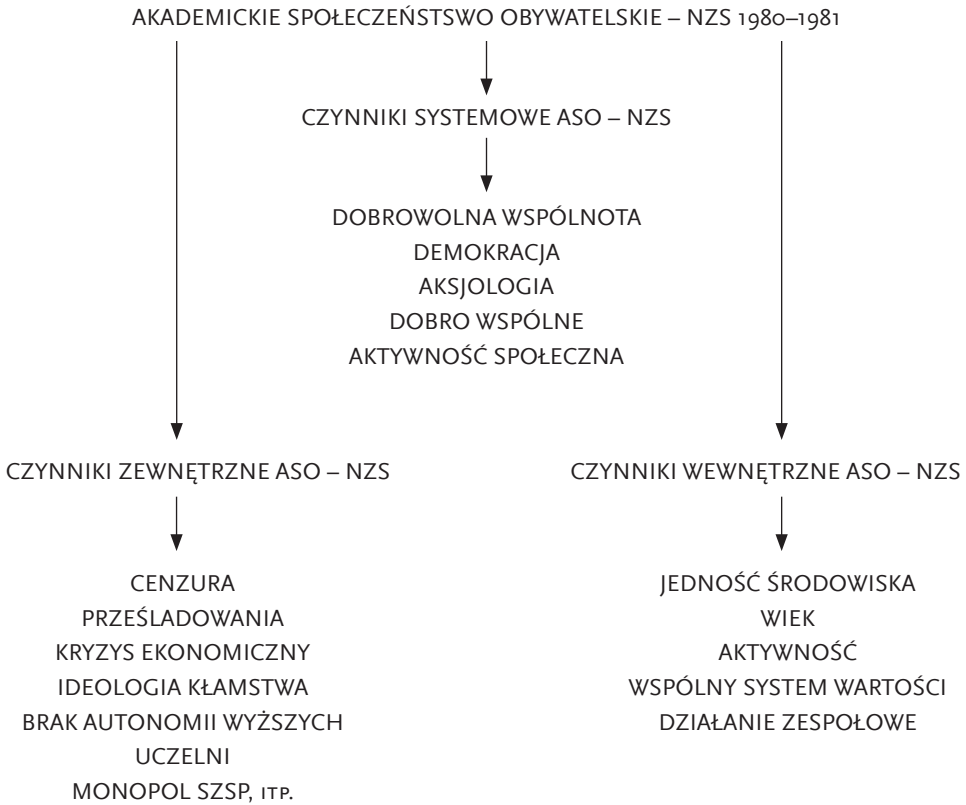 AKADEMICKIE SPOŁECZEŃSTSWO OBYWATELSKIE – NZS 1980–1981
CZYNNIKI SYSTEMOWE ASO – NZS
DOBROWOLNA WSPÓLNOTA
DEMOKRACJA
AKSJOLOGIA
DOBRO WSPÓLNE
AKTYWNOŚĆ SPOŁECZNA
CZYNNIKI ZEWNĘTRZNE ASO – NZS
CENZURA
PRZEŚLADOWANIA
KRYZYS EKONOMICZNY
IDEOLOGIA KŁAMSTWA
BRAK AUTONOMII WYŻSZYCH
UCZELNI
MONOPOL SZSP, ITP.
CZYNNIKI WEWNĘTRZNE ASO – NZS
JEDNOŚĆ ŚRODOWISKA
WIEK
AKTYWNOŚĆ
WSPÓLNY SYSTEM WARTOŚCI
DZIAŁANIE ZESPOŁOWE